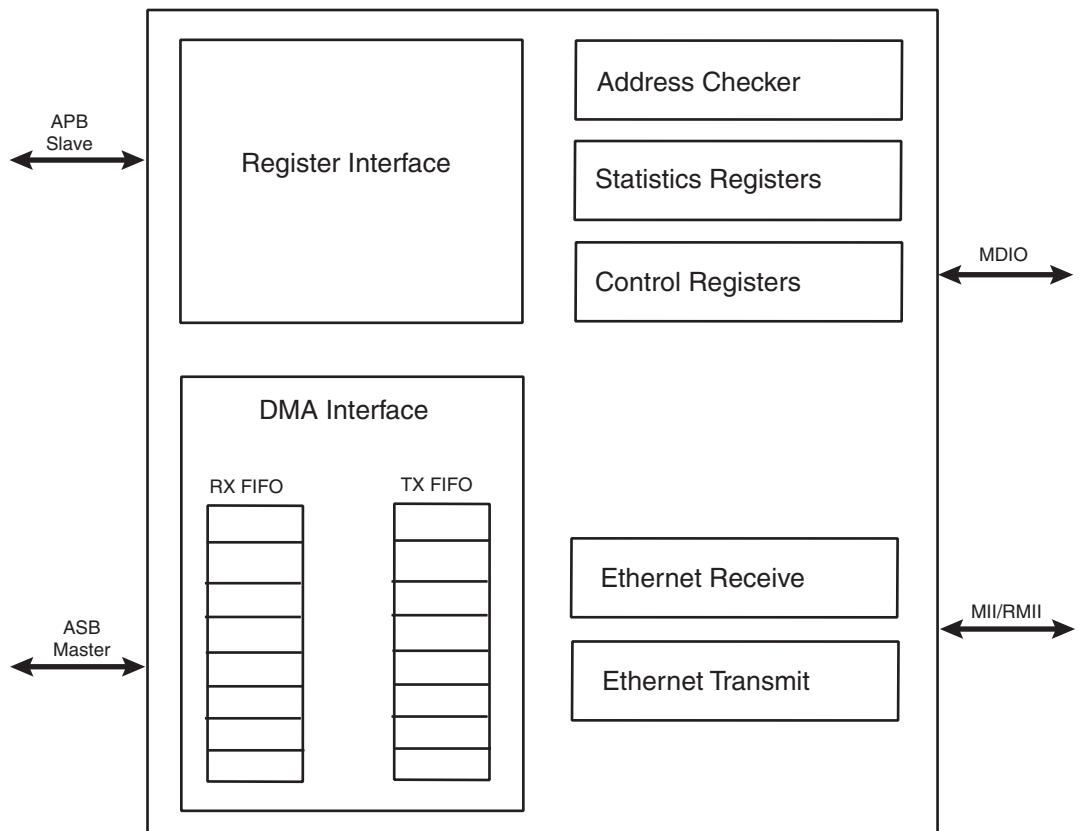 APB
Slave
Register Interface
Address Checker
Statistics Registers
Control Registers
MDIO
DMA Interface
RX FIFO
TX FIFO
ASB
Master
Ethernet Receive
Ethernet Transmit
MII/RMII